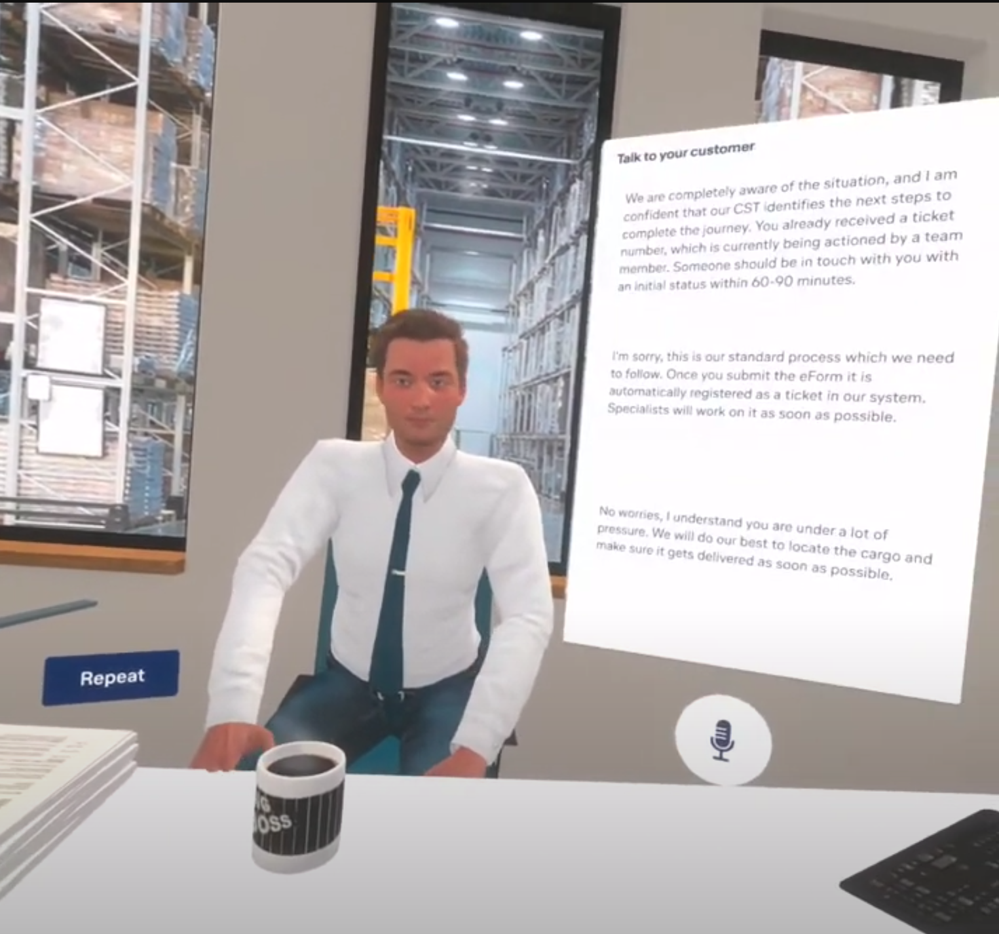 Talk to your customer
We are completely aware of the situation, and I am
confident that our CST identifies the next steps to
complete the journey. You already received a ticket
number, which is currently being actioned by a team
member. Someone should be in touch with you with
an initial status within 60-90 minutes.
I'm sorry, this is our standard process which we need
to follow. Once you submit the eForm it is
automatically registered as a ticket in our system.
Specialists will work on it as soon as possible.
No worries, I understand you are under a lot of
pressure. We will do our best to locate the cargo and
make sure it gets delivered as soon as possible.
Repeat